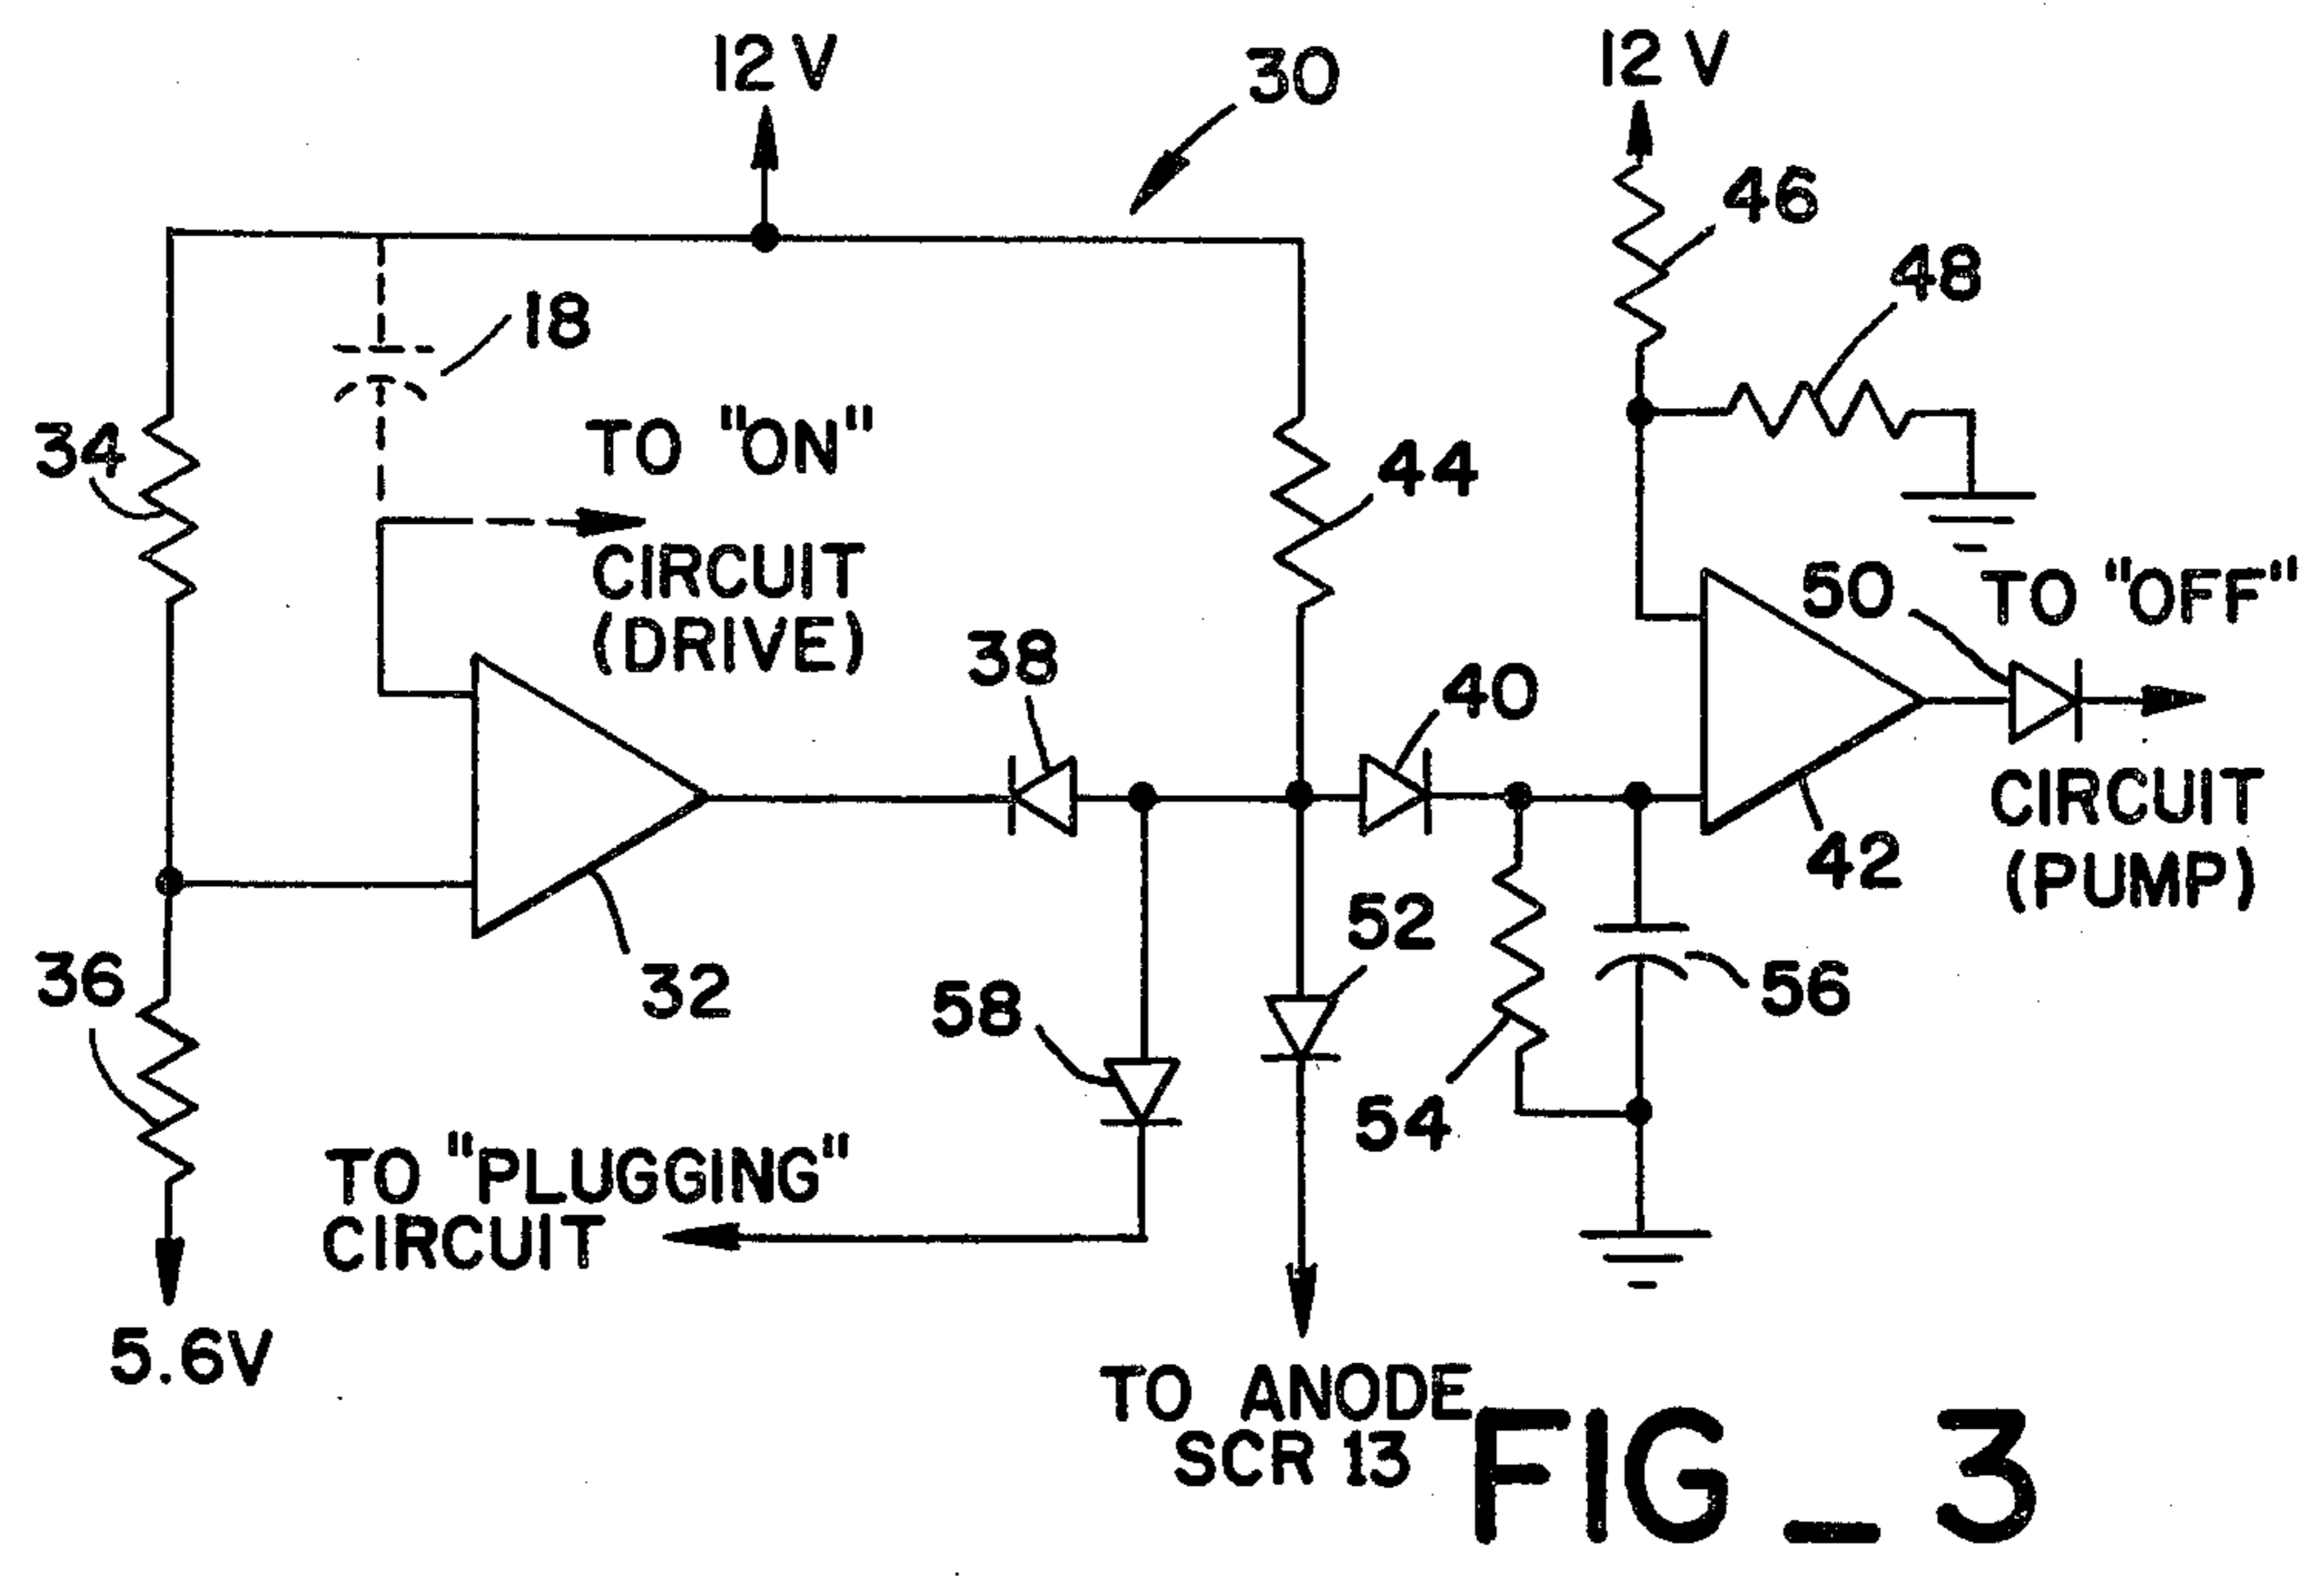 12 V
30
12 V
46
48
18
34
TO "ON"
CIRCUIT
(DRIVE)
44
38
40
50
TO "OFF"
CIRCUIT
(PUMP)
42
32
36
58
52
54
56
TO "PLUGGING"
CIRCUIT
5.6V
TO ANODE
SCR 13
FIG_3